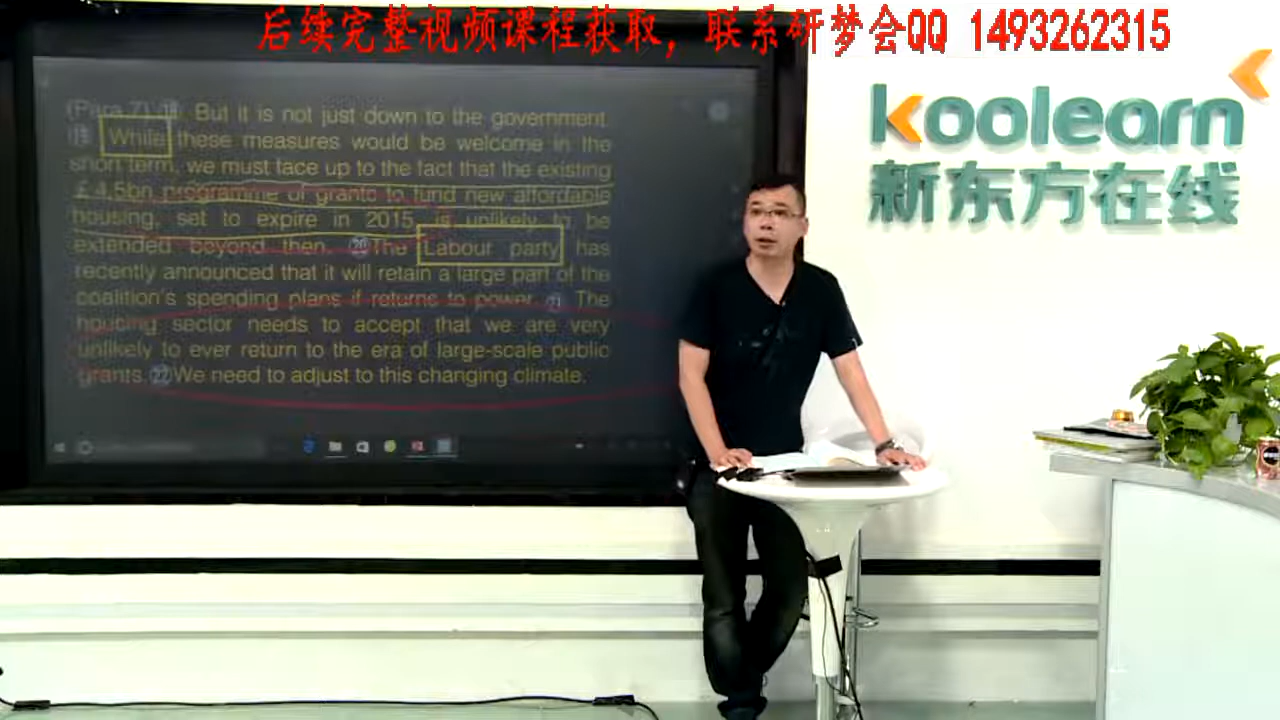 后续完整视频课程获取，联系研梦会QQ 1493262315
koolearn
新东方在线
(Para 7) ⑱ But it is not just down to the government.
⑲ While these measures would be welcome in the
short term, we must face up to the fact that the existing
£4.5bn programme of grants to fund new affordable
housing, set to expire in 2015 is unlikely to be
extended beyond then. ⑳The Labour party has
recently announced that it will retain a large part of the
coalition's spending plans if returns to power. ㉑ The
housing sector needs to accept that we are very
unlikely to ever return to the era of large-scale public
grants. ㉒We need to adjust to this changing climate.